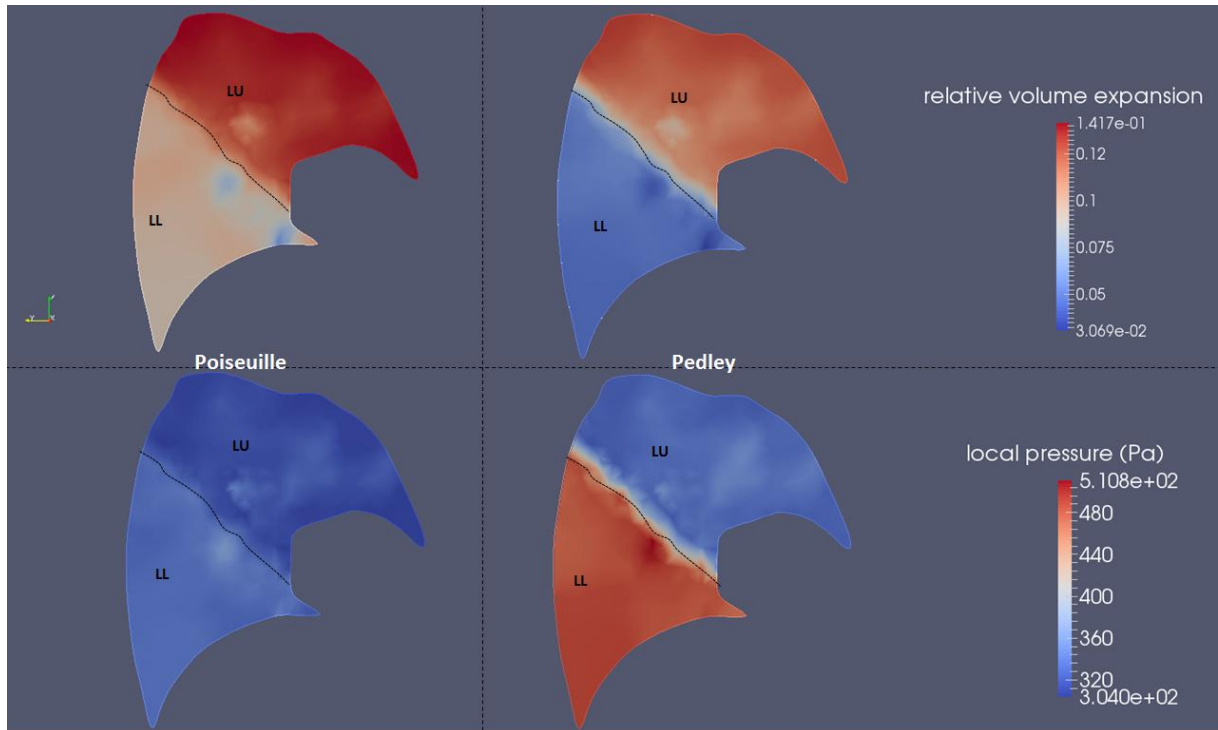 LU
LU
relative volume expansion
1.417e-01
0.12
0.1
0.075
0.05
3.069e-02
LL
LL
Poiseuille
Pedley
LU
LU
local pressure (Pa)
5.108e+02
480
440
400
360
320
3.040e+02
LL
LL